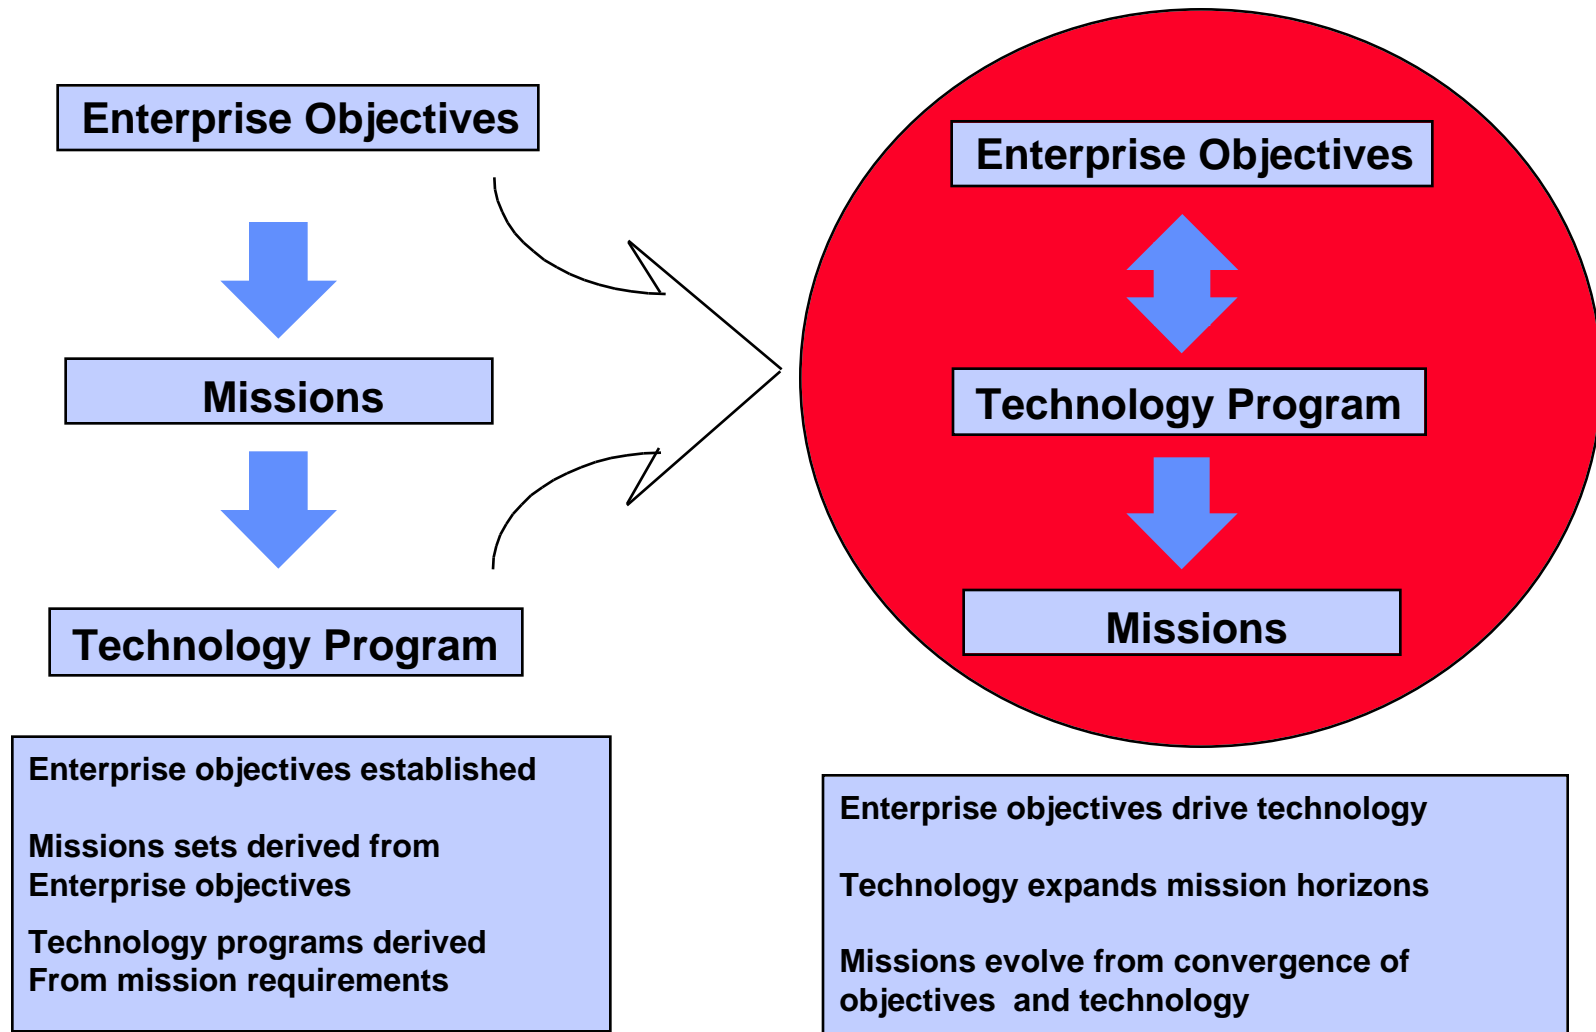 Enterprise Objectives
Missions
Technology Program
Enterprise objectives established
Missions sets derived from
Enterprise objectives
Technology programs derived
From mission requirements
Enterprise Objectives
Technology Program
Missions
Enterprise objectives drive technology
Technology expands mission horizons
Missions evolve from convergence of
objectives and technology